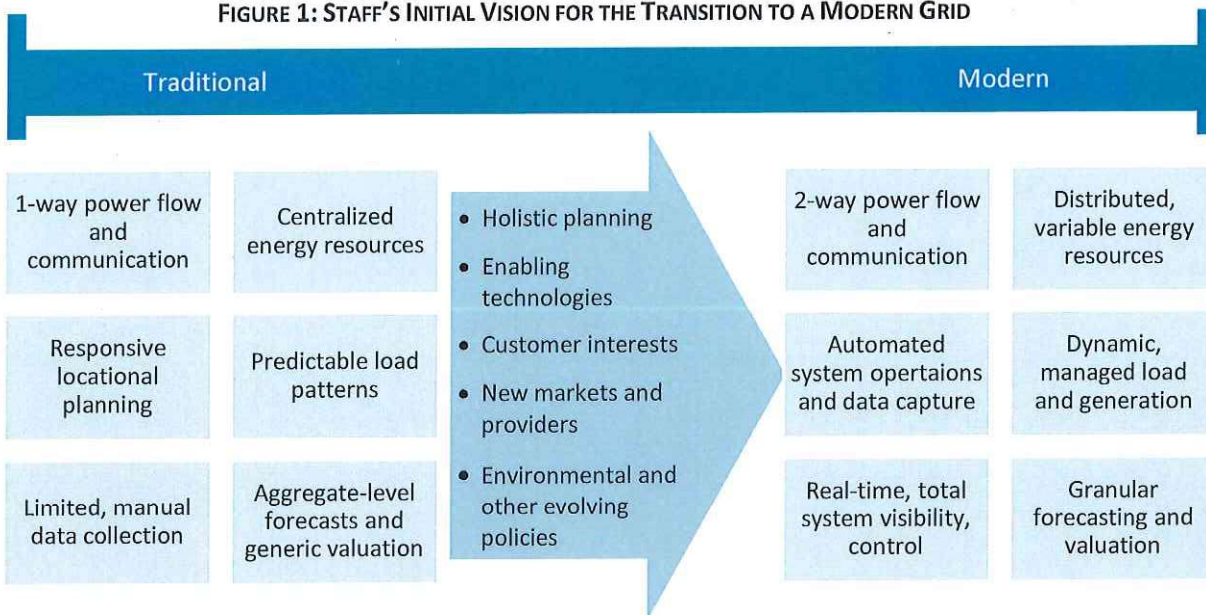 FIGURE 1: STAFF'S INITIAL VISION FOR THE TRANSITION TO A MODERN GRID
Traditional
Modern
1-way power flow
and
communication
Centralized
energy resources
Responsive
locational
planning
Predictable load
patterns
Limited, manual
data collection
Aggregate-level
forecasts and
generic valuation
• Holistic planning
• Enabling
technologies
• Customer interests
• New markets and
providers
• Environmental and
other evolving
policies
2-way power flow
and
communication
Distributed,
variable energy
resources
Automated
system opertaions
and data capture
Dynamic,
managed load
and generation
Real-time, total
system visibility,
control
Granular
forecasting and
valuation